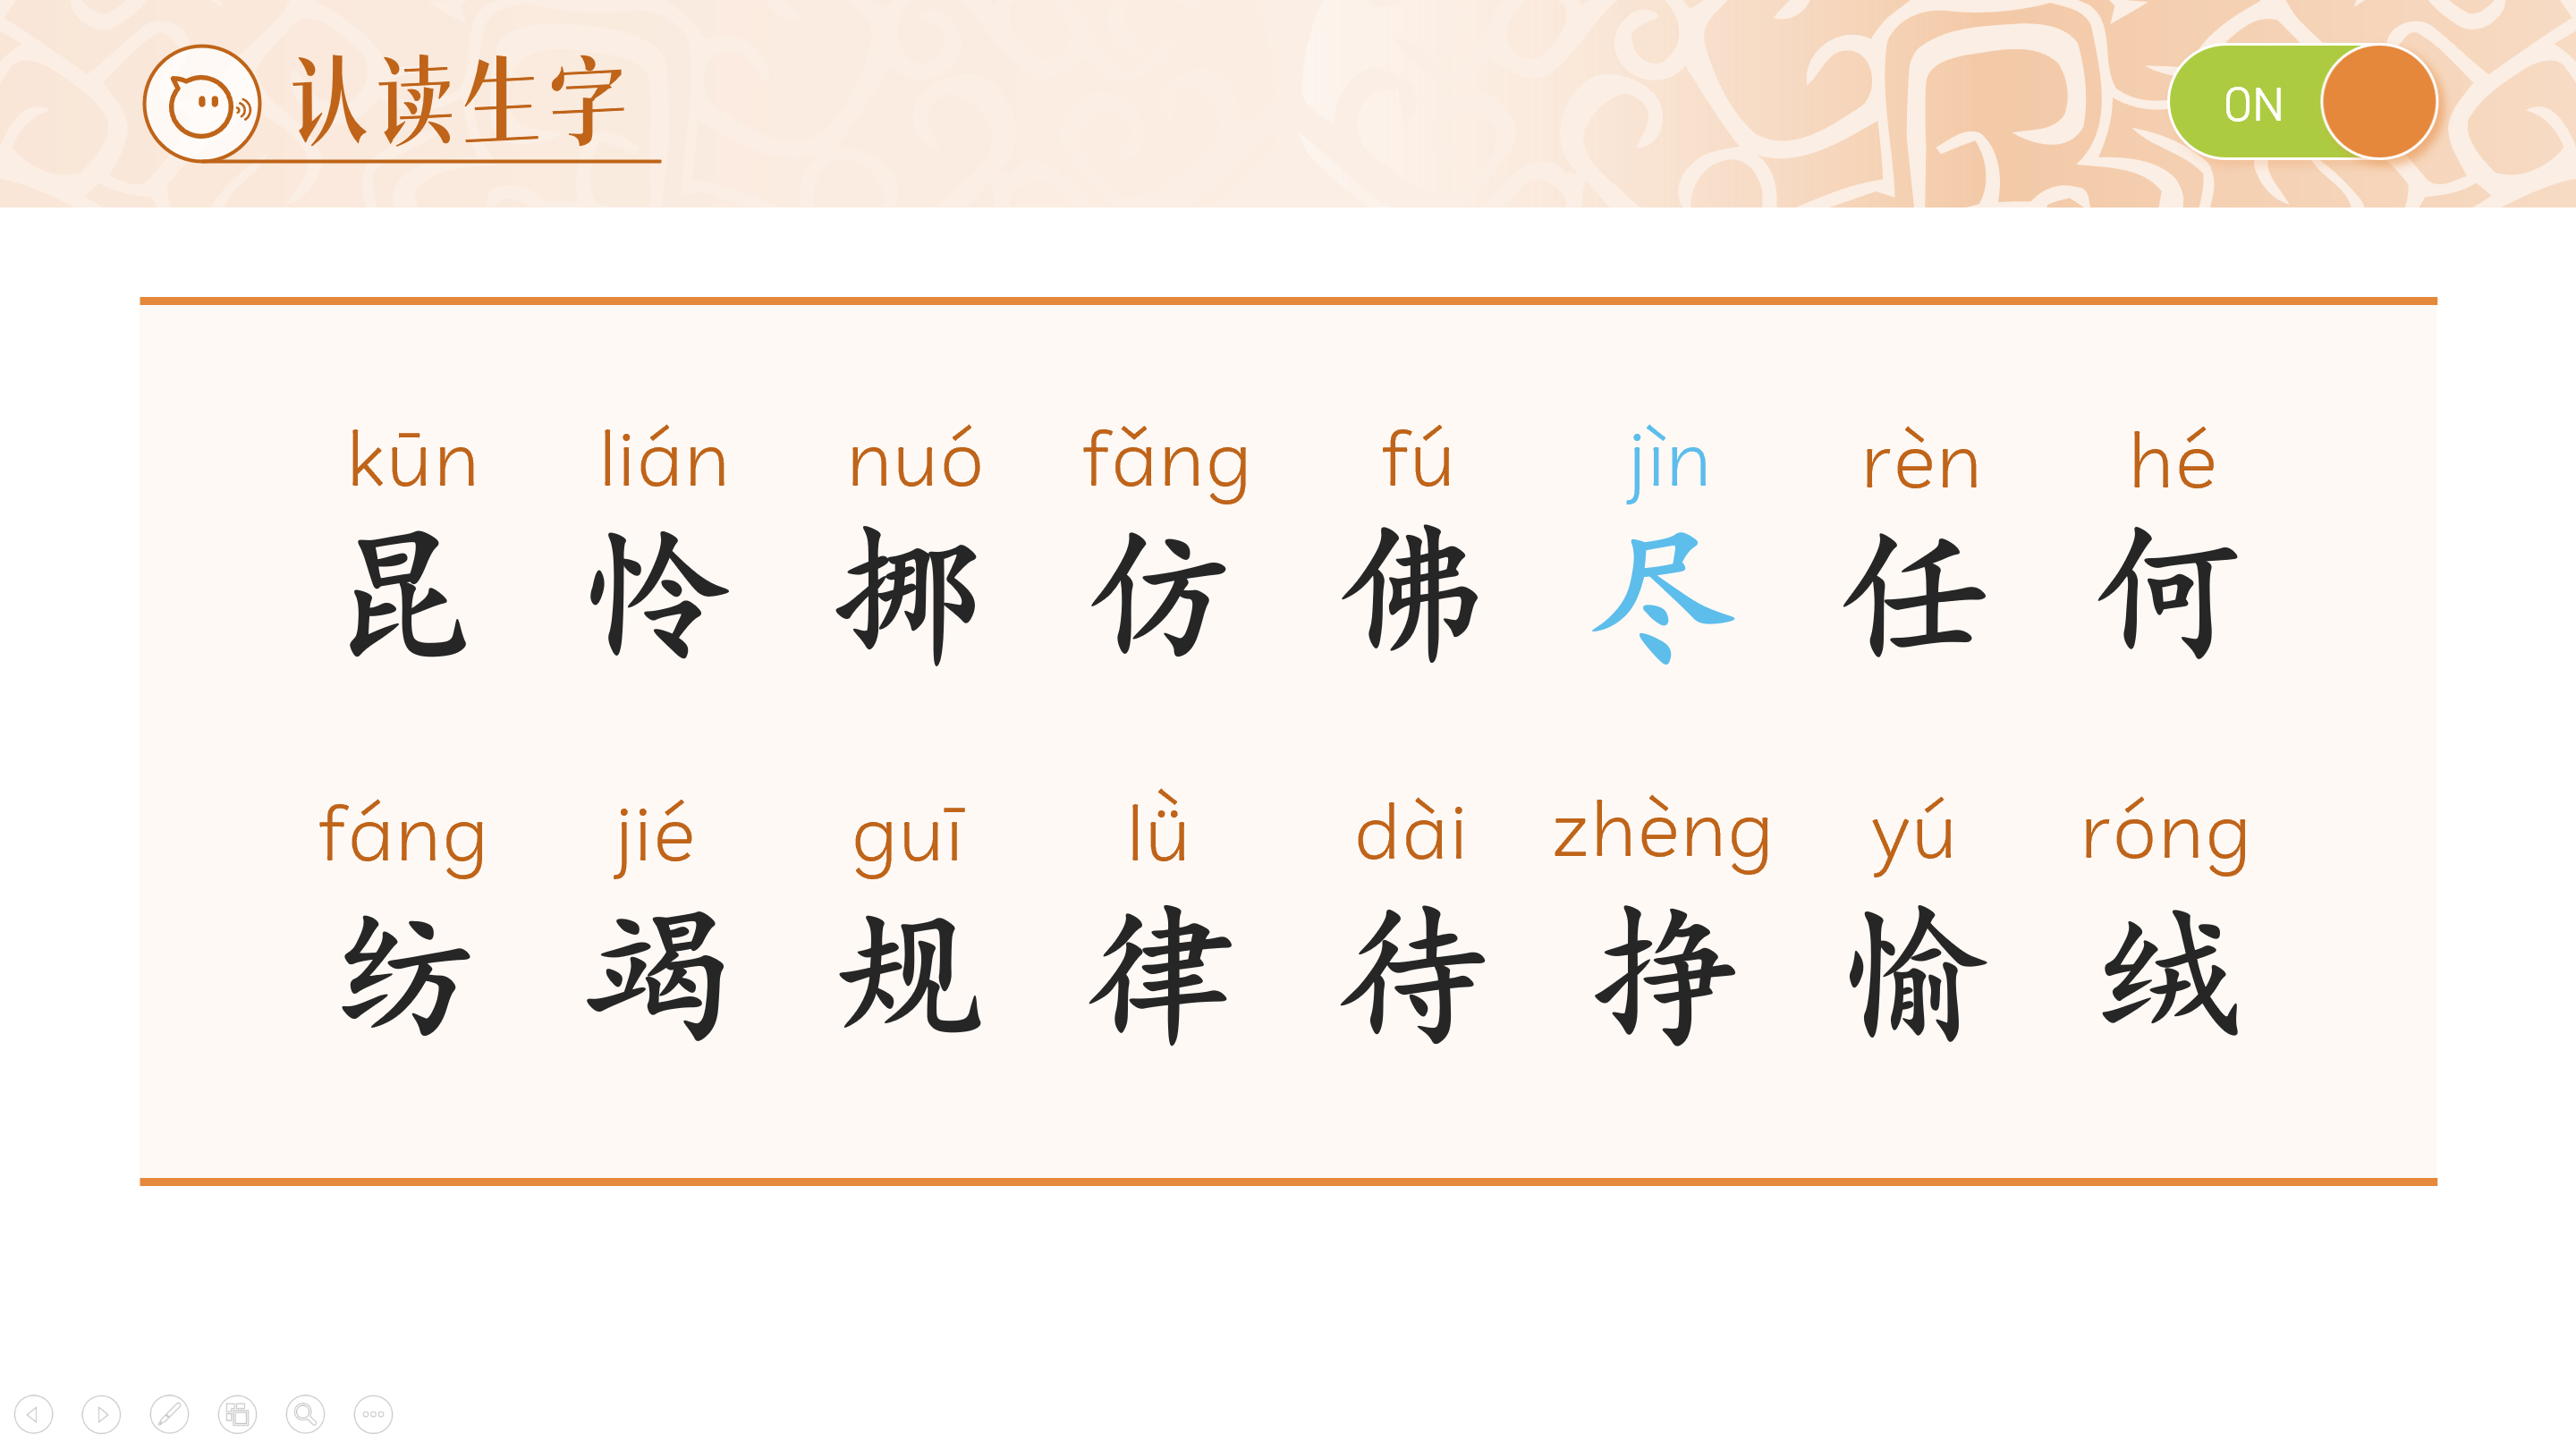 认读生字
ON
kūn lián nuó fǎng fú jìn rèn hé
昆 怜 挪 仿 佛 尽 任 何
fáng jié guī lǜ dài zhèng yú róng
纺 竭 规 律 待 挣 愉 绒